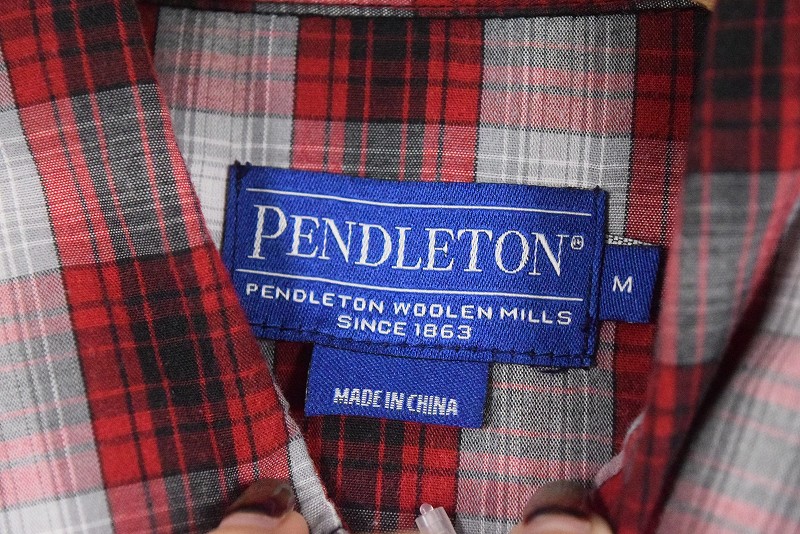 PENDLETON®
M
PENDLETON WOOLEN MILLS
SINCE 1863
MADE IN CHINA